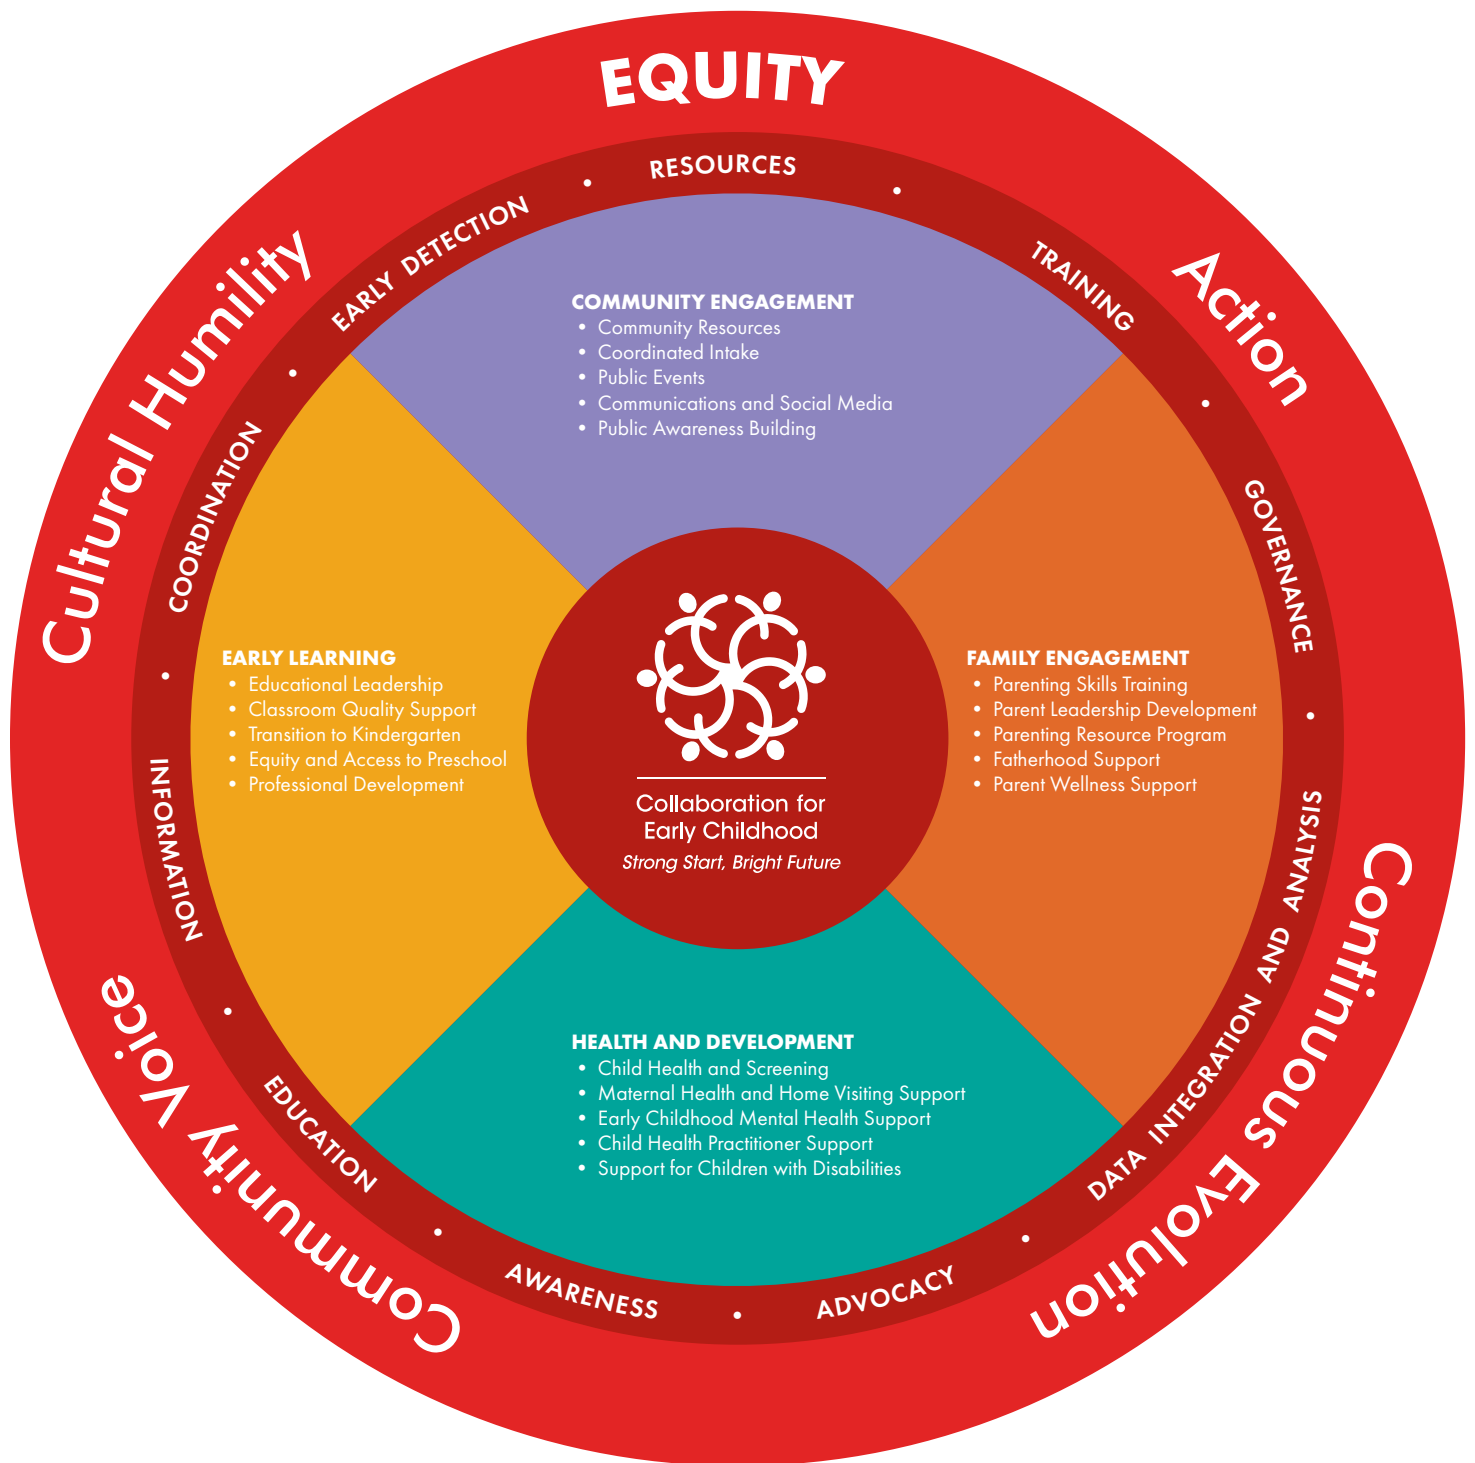 EQUITY
Action
Continuous Evolution
Community Voice
Cultural Humility
RESOURCES
•
TRAINING
•
GOVERNANCE
•
DATA INTEGRATION AND ANALYSIS
•
ADVOCACY
•
AWARENESS
•
EDUCATION
•
INFORMATION
•
COORDINATION
•
EARLY DETECTION
•
COMMUNITY ENGAGEMENT
• Community Resources
• Coordinated Intake
• Public Events
• Communications and Social Media
• Public Awareness Building
EARLY LEARNING
• Educational Leadership
• Classroom Quality Support
• Transition to Kindergarten
• Equity and Access to Preschool
• Professional Development
Collaboration for
Early Childhood
Strong Start, Bright Future
FAMILY ENGAGEMENT
• Parenting Skills Training
• Parent Leadership Development
• Parenting Resource Program
• Fatherhood Support
• Parent Wellness Support
HEALTH AND DEVELOPMENT
• Child Health and Screening
• Maternal Health and Home Visiting Support
• Early Childhood Mental Health Support
• Child Health Practitioner Support
• Support for Children with Disabilities